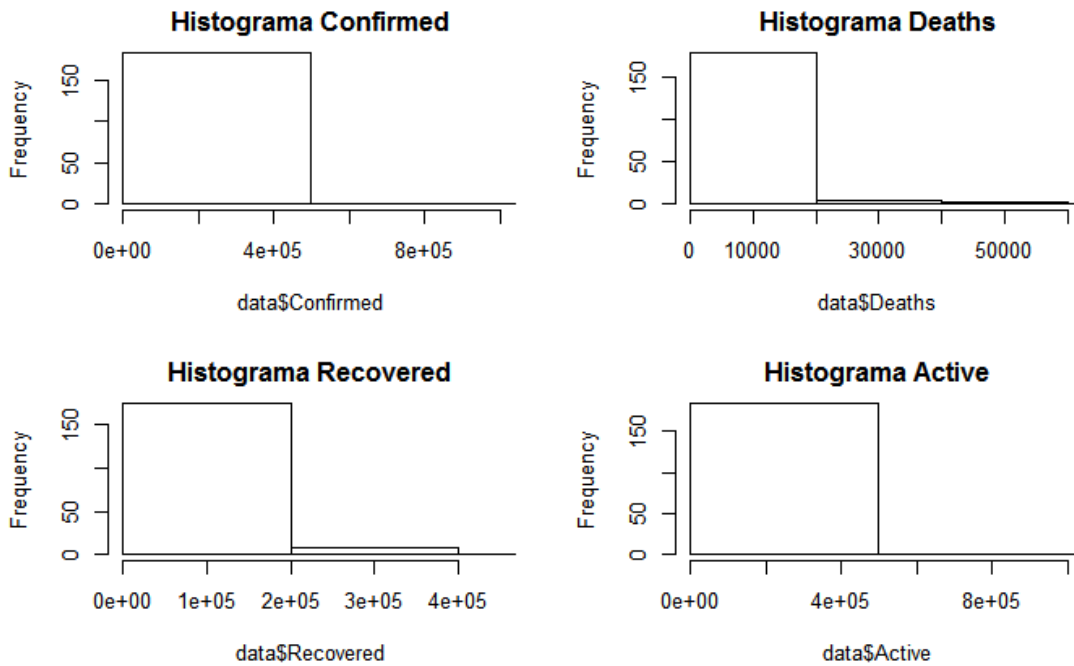 Histograma Confirmed
Frequency
150
50
0
0e+00 4e+05 8e+05
data$Confirmed
Histograma Deaths
Frequency
150
50
0
0 10000 30000 50000
data$Deaths
Histograma Recovered
Frequency
150
50
0
0e+00 1e+05 2e+05 3e+05 4e+05
data$Recovered
Histograma Active
Frequency
150
50
0
0e+00 4e+05 8e+05
data$Active